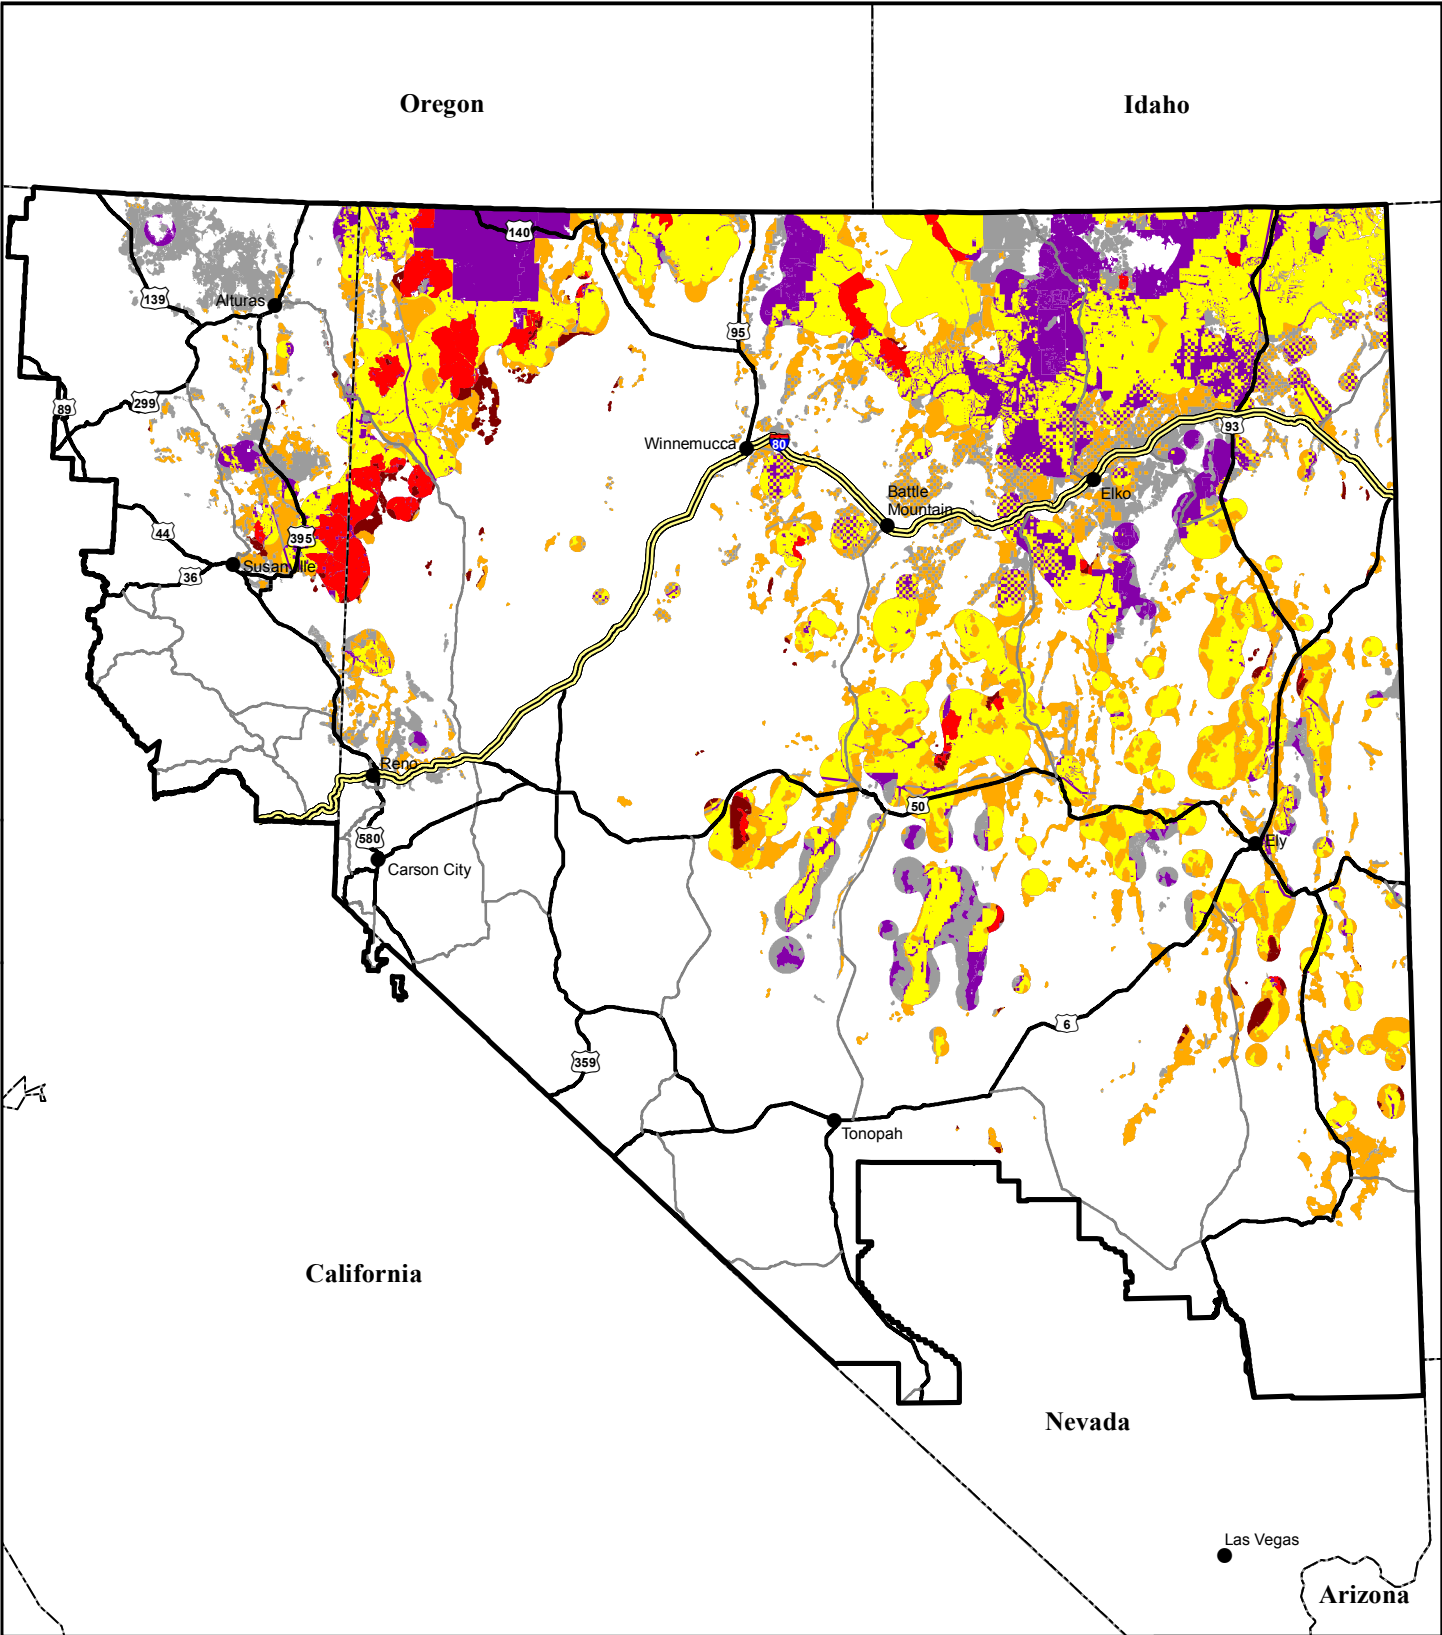 Oregon
Idaho
140
139
Alturas
95
299
89
93
Winnemucca
80
Battle
Mountain
Elko
44
395
Susanville
36
Reno
50
580
Ely
Carson City
6
359
Tonopah
California
Nevada
Las Vegas
Arizona